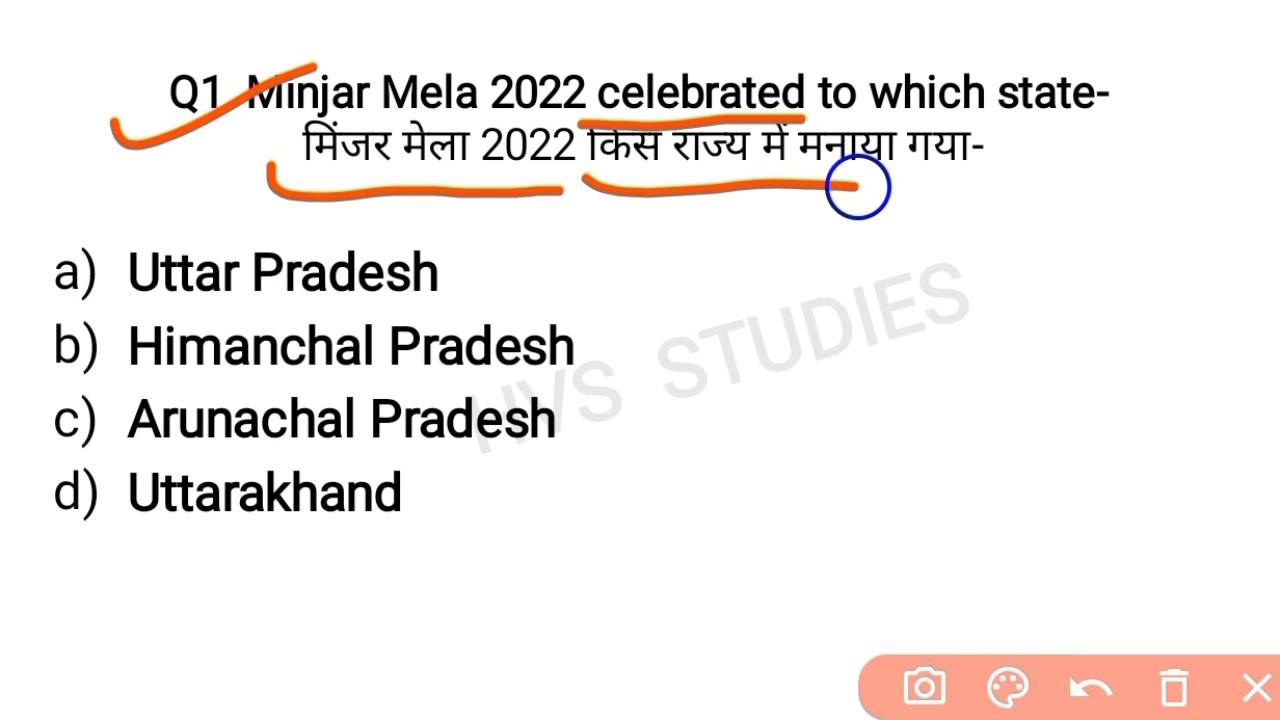 Q1 Minjar Mela 2022 celebrated to which state-
मिंजर मेला 2022 किस राज्य में मनाया गया-
a) Uttar Pradesh
b) Himanchal Pradesh
c) Arunachal Pradesh
d) Uttarakhand
HVS STUDIES